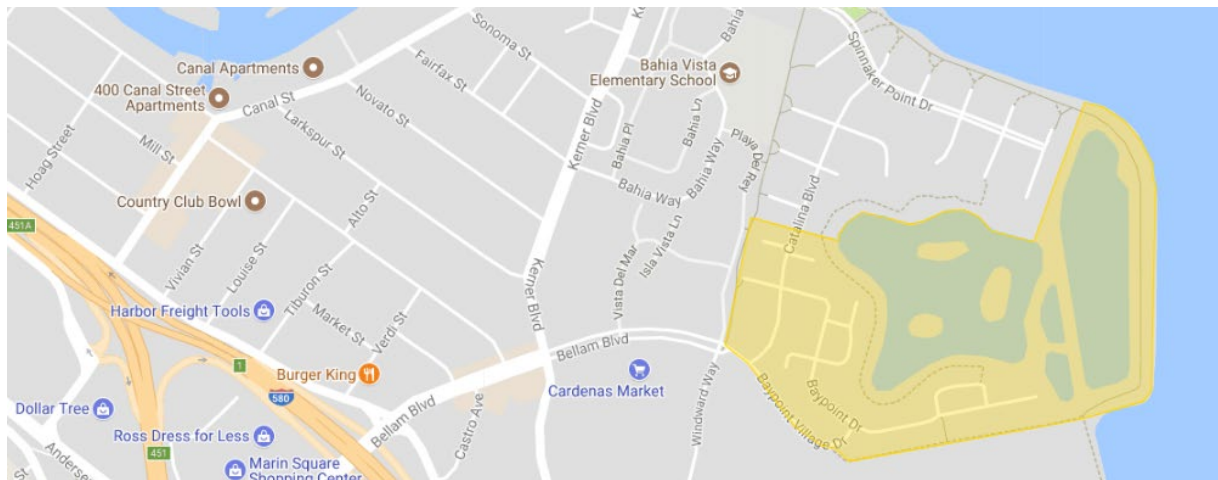 Sonoma St
Fairfax St
Kerner Blvd
Bahia Vista
Elementary School
Bahia
Spinnaker Point Dr
Canal Apartments
400 Canal Street
Apartments
Canal St
Novato St
Larkspur St
Bahia Pl
Bahia Ln
Bahia Way
Playa Del Rey
Hoag Street
Mill St
Country Club Bowl
Alto St
Bahia Way
Catalina Blvd
451A
Vivian St
Louise St
Tiburon St
Vista Del Mar
Isla Vista Ln
Kerner Blvd
Harbor Freight Tools
Market St
Verdi St
Bellam Blvd
1
Burger King
580
Cardenas Market
Windward Way
Baypoint Village Dr
Baypoint Dr
Dollar Tree
Bellam Blvd
Castro Ave
Ross Dress for Less
451
Marin Square
Shopping Center
St